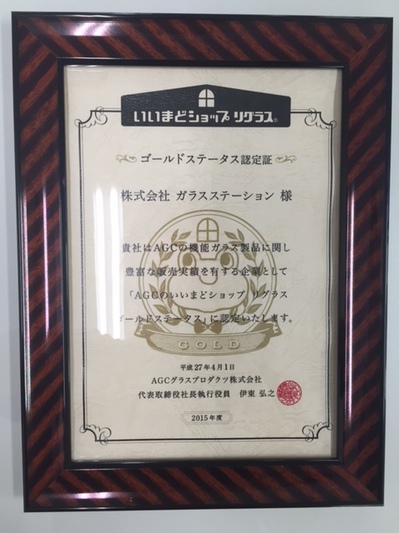 いいまどショップ リグラス®
ゴールドステータス認定証
株式会社 ガラスステーション 様
貴社はAGCの機能ガラス製品に関し
豊富な販売実績を有する企業として
「AGCのいいまどショップ リグラス
ゴールドステータス」に認定いたします。
GOLD
平成27年4月1日
AGCグラスプロダクツ株式会社
代表取締役社長執行役員 伊東 弘之
2015年度